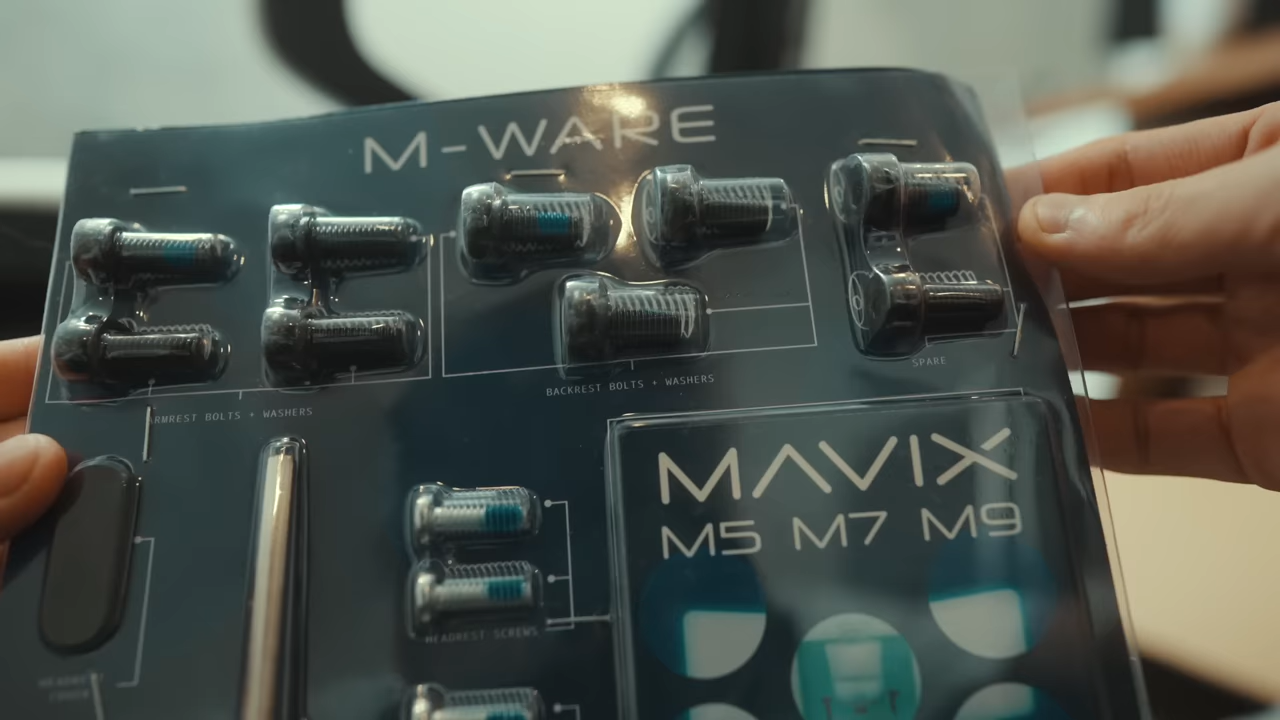 M-WARE
SPARE
BACKREST BOLTS + WASHERS
ARMREST BOLTS + WASHERS
MAVIX
M5 M7 M9
HEADREST SCREWS